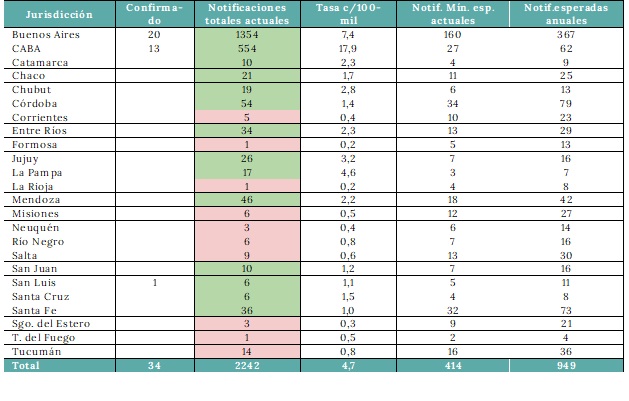 Jurisdicción Confirma-do Notificaciones totales actuales Tasa c/100-mil Notif. Mín. esp. actuales Notif.esperadas anuales
Buenos Aires 20 1354 7,4 160 367
CABA 13 554 17,9 27 62
Catamarca 10 2,3 4 9
Chaco 21 1,7 11 25
Chubut 19 2,8 6 13
Córdoba 54 1,4 34 79
Corrientes 5 0,4 10 23
Entre Ríos 34 2,3 13 29
Formosa 1 0,2 5 13
Jujuy 26 3,2 7 16
La Pampa 17 4,6 3 7
La Rioja 1 0,2 4 8
Mendoza 46 2,2 18 42
Misiones 6 0,5 12 27
Neuquén 3 0,4 6 14
Río Negro 6 0,8 7 16
Salta 9 0,6 13 30
San Juan 10 1,2 7 16
San Luis 1 6 1,1 5 11
Santa Cruz 6 1,5 4 8
Santa Fe 36 1,0 32 73
Sgo. del Estero 3 0,3 9 21
T. del Fuego 1 0,5 2 4
Tucumán 14 0,8 16 36
Total 34 2242 4,7 414 949